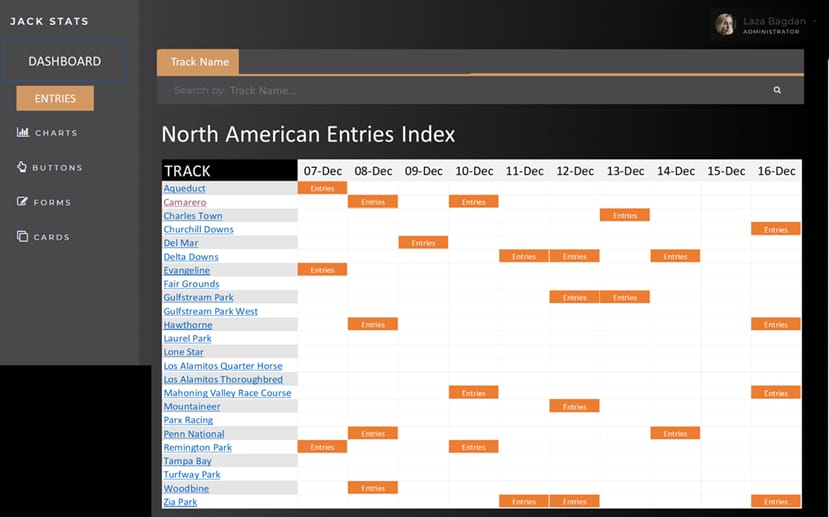 JACK STATS
Laza Bagdan
ADMINISTRATOR
DASHBOARD
ENTRIES
CHARTS
BUTTONS
FORMS
CARDS
Track Name
Search by Track Name...
North American Entries Index
TRACK 07-Dec 08-Dec 09-Dec 10-Dec 11-Dec 12-Dec 13-Dec 14-Dec 15-Dec 16-Dec
Aqueduct Entries
Camarero Entries Entries
Charles Town Entries
Churchill Downs Entries
Del Mar Entries
Delta Downs Entries Entries Entries
Evangeline Entries
Fair Grounds
Gulfstream Park Entries Entries
Gulfstream Park West
Hawthorne Entries Entries
Laurel Park
Lone Star
Los Alamitos Quarter Horse
Los Alamitos Thoroughbred
Mahoning Valley Race Course Entries Entries
Mountaineer Entries
Parx Racing
Penn National Entries Entries
Remington Park Entries Entries
Tampa Bay
Turfway Park
Woodbine Entries
Zia Park Entries Entries Entries